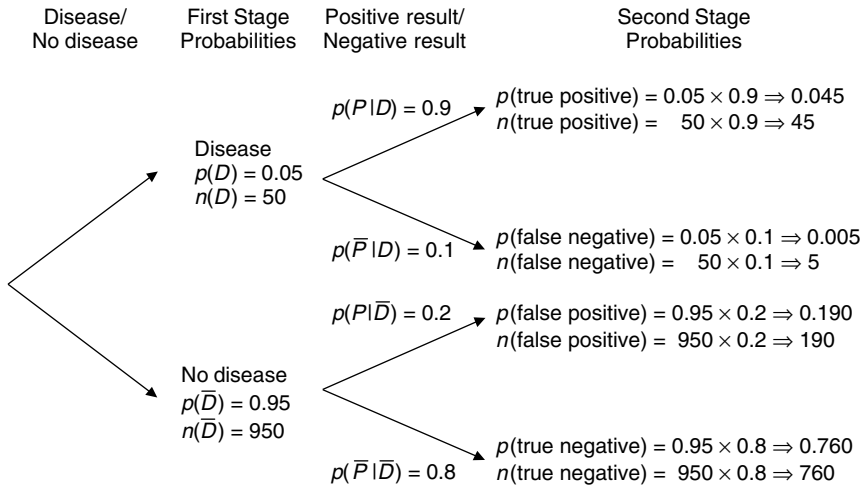 Disease/ First Stage Positive result/ Second Stage
No disease Probabilities Negative result Probabilities
p(P|D) = 0.9
p(true positive) = 0.05 × 0.9 ⇒ 0.045
n(true positive) = 50 × 0.9 ⇒ 45
Disease
p(D) = 0.05
n(D) = 50
p(P̅|D) = 0.1
p(false negative) = 0.05 × 0.1 ⇒ 0.005
n(false negative) = 50 × 0.1 ⇒ 5
p(P|D̅) = 0.2
p(false positive) = 0.95 × 0.2 ⇒ 0.190
n(false positive) = 950 × 0.2 ⇒ 190
No disease
p(D̅) = 0.95
n(D̅) = 950
p(P̅|D̅) = 0.8
p(true negative) = 0.95 × 0.8 ⇒ 0.760
n(true negative) = 950 × 0.8 ⇒ 760